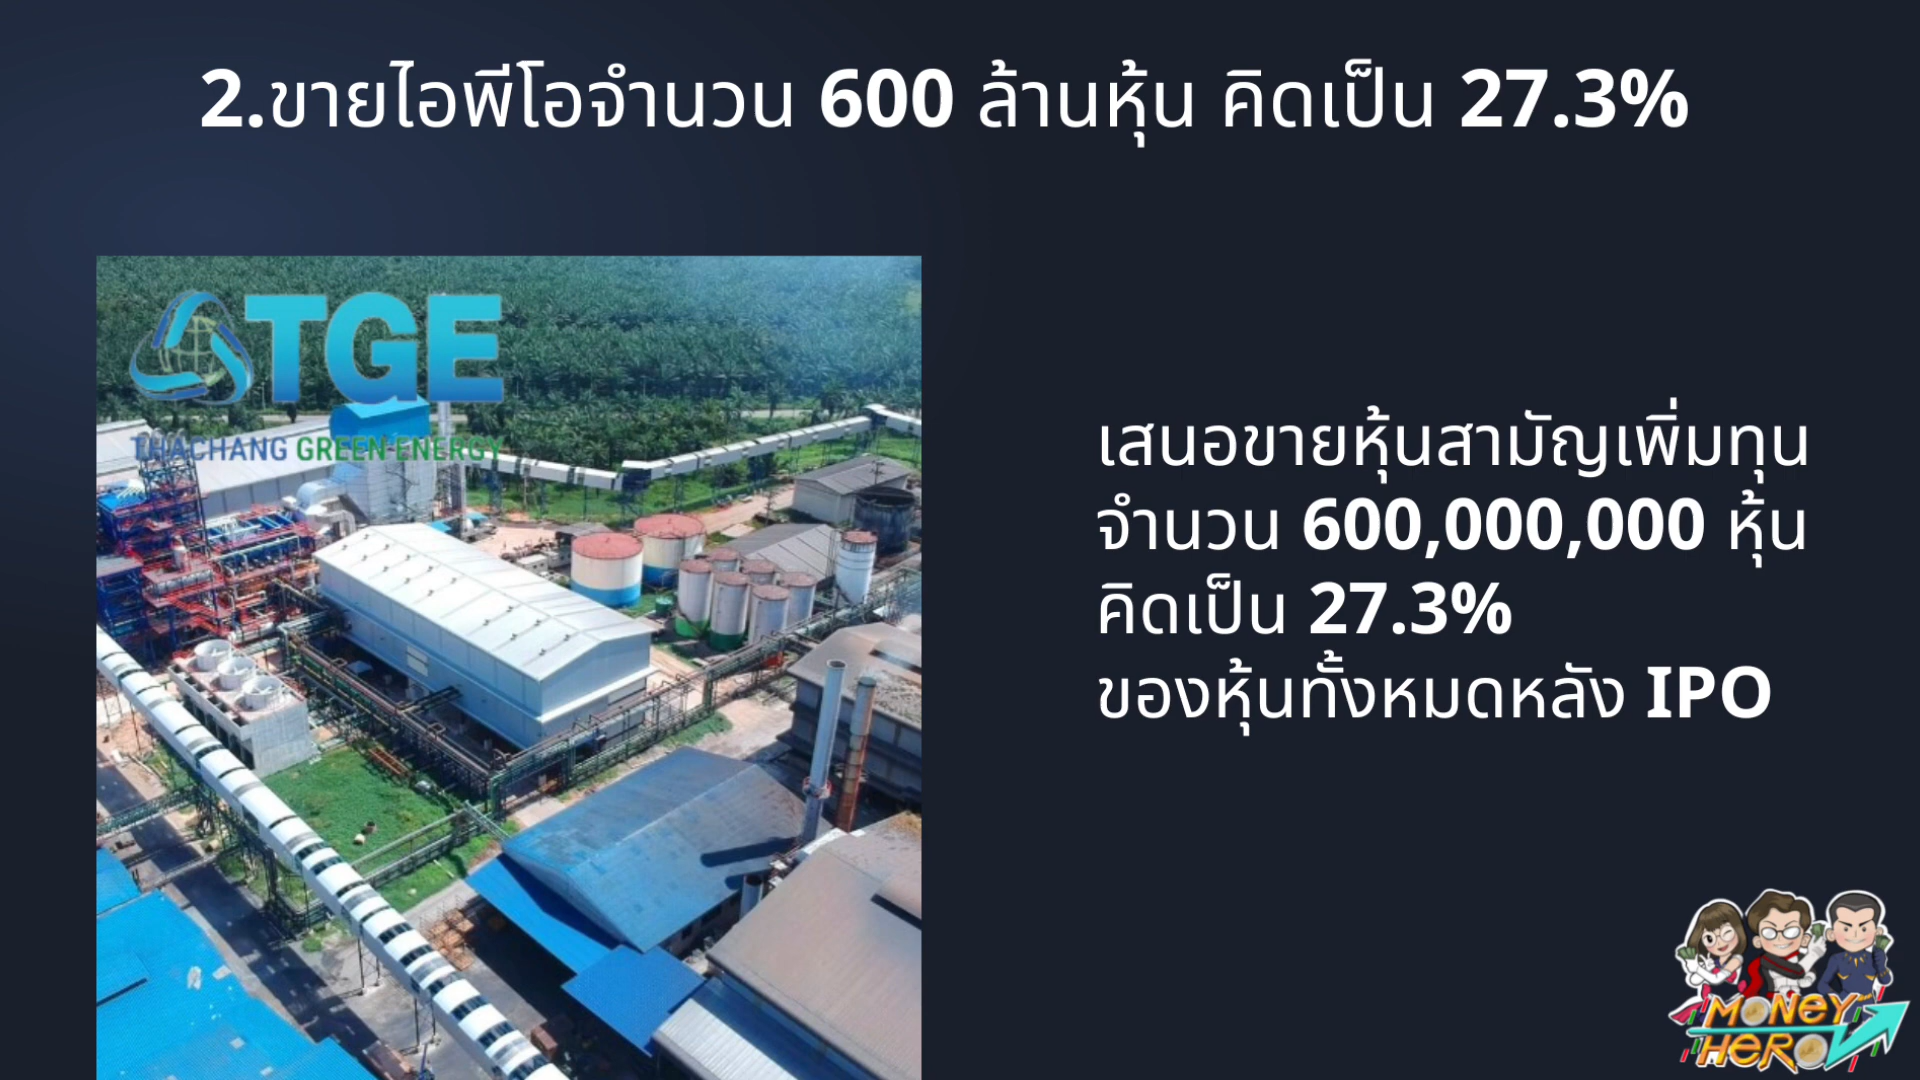 2.ขายไอพีโอจำนวน 600 ล้านหุ้น คิดเป็น 27.3%
TGE
THACHANG GREEN ENERGY
เสนอขายหุ้นสามัญเพิ่มทุน
จำนวน 600,000,000 หุ้น
คิดเป็น 27.3%
ของหุ้นทั้งหมดหลัง IPO
MONEY
HERO